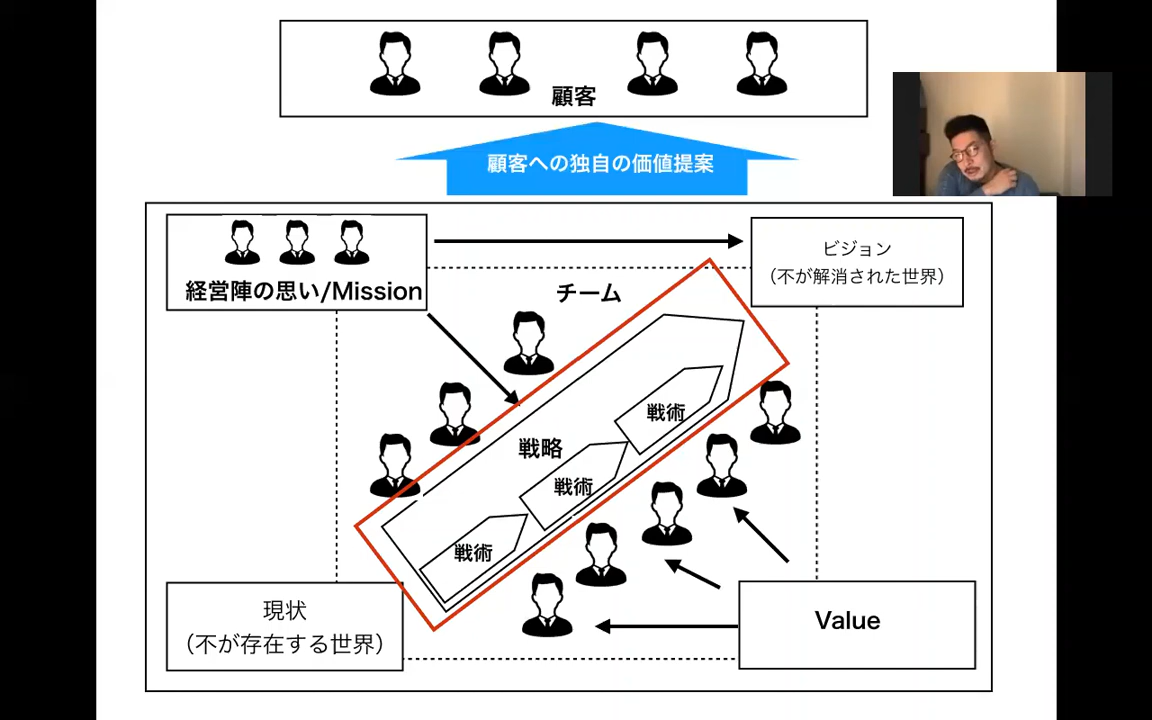 顧客
顧客への独自の価値提案
経営陣の思い/Mission
ビジョン
（不が解消された世界）
チーム
戦略
戦術
戦術
戦術
現状
（不が存在する世界）
Value